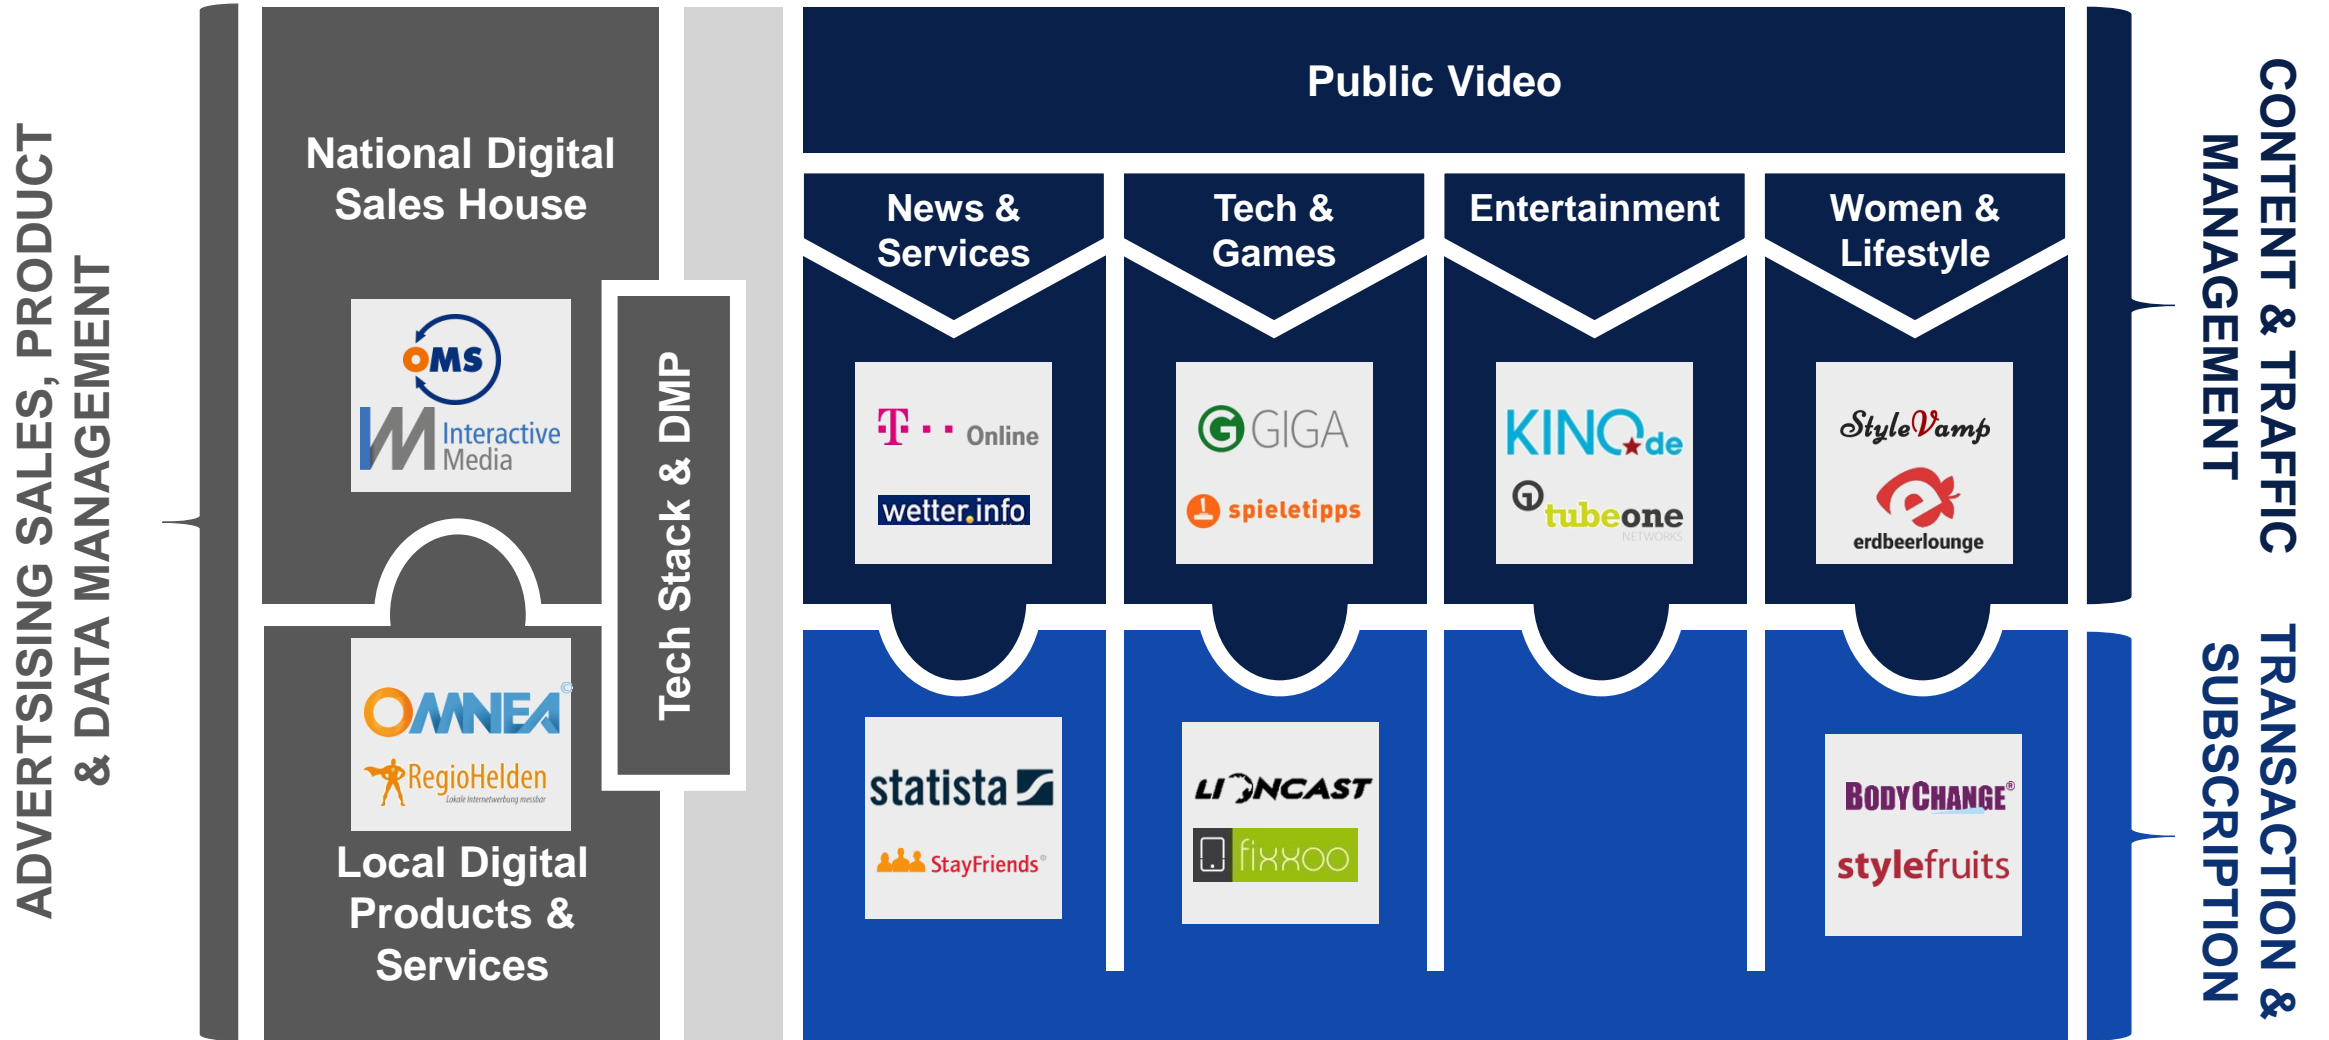 ADVERTSISING SALES, PRODUCT
& DATA MANAGEMENT
National Digital
Sales House
OMS
Interactive
Media
OMNEA
RegioHelden
Lokale Internetwerbung messbar
Local Digital
Products &
Services
Tech Stack & DMP
Public Video
News &
Services
T·· Online
wetter.info
statista
StayFriends®
Tech &
Games
G GIGA
spieletipps
LIONCAST
fixxoo
Entertainment
KINO.de
tubeone
NETWORKS
Women &
Lifestyle
StyleVamp
erdbeerlounge
BODYCHANGE®
stylefruits
CONTENT & TRAFFIC
MANAGEMENT
TRANSACTION &
SUBSCRIPTION